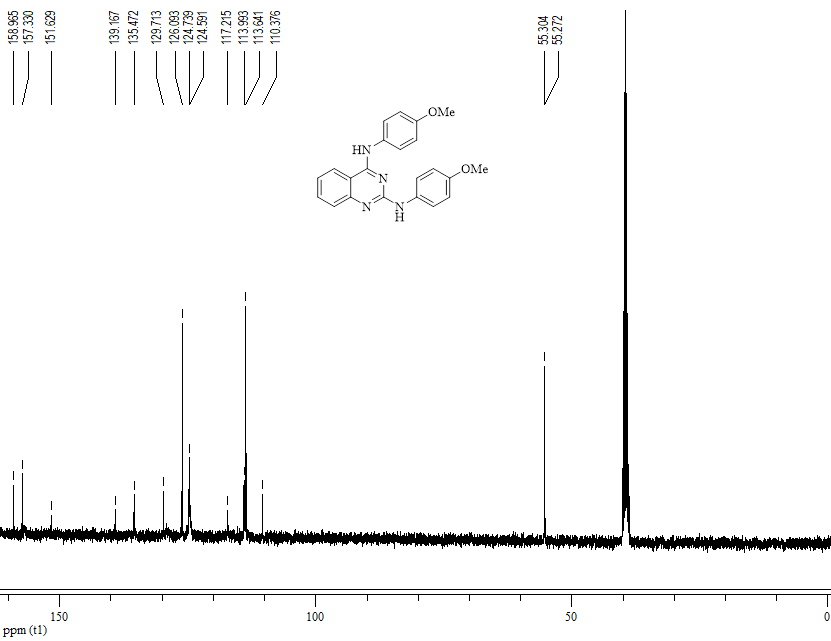 158.965
157.330
151.629
139.167
135.472
129.713
126.093
124.739
124.591
117.215
113.993
113.641
110.376
55.304
55.272
OMe
HN
N
OMe
N
N
H
150
100
50
0
ppm (t1)